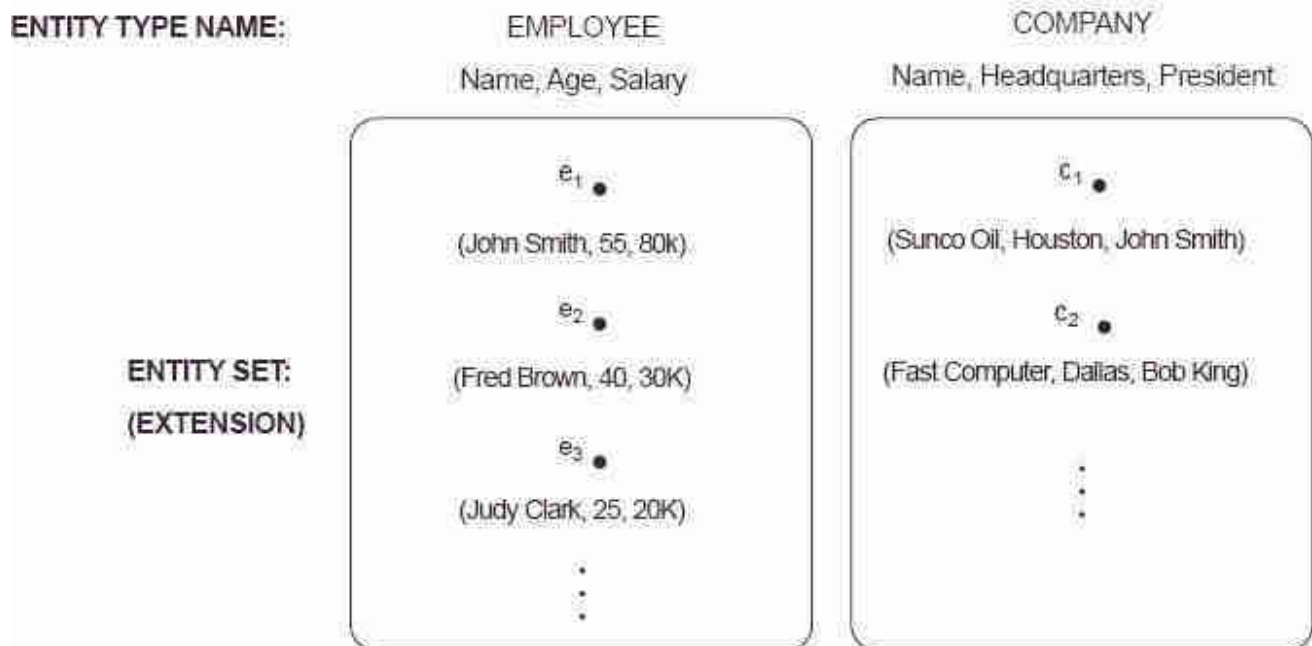 ENTITY TYPE NAME:
EMPLOYEE
COMPANY
Name, Age, Salary
Name, Headquarters, President
e1
(John Smith, 55, 80k)
e2
(Fred Brown, 40, 30K)
e3
(Judy Clark, 25, 20K)
c1
(Sunco Oil, Houston, John Smith)
c2
(Fast Computer, Dallas, Bob King)
ENTITY SET:
(EXTENSION)